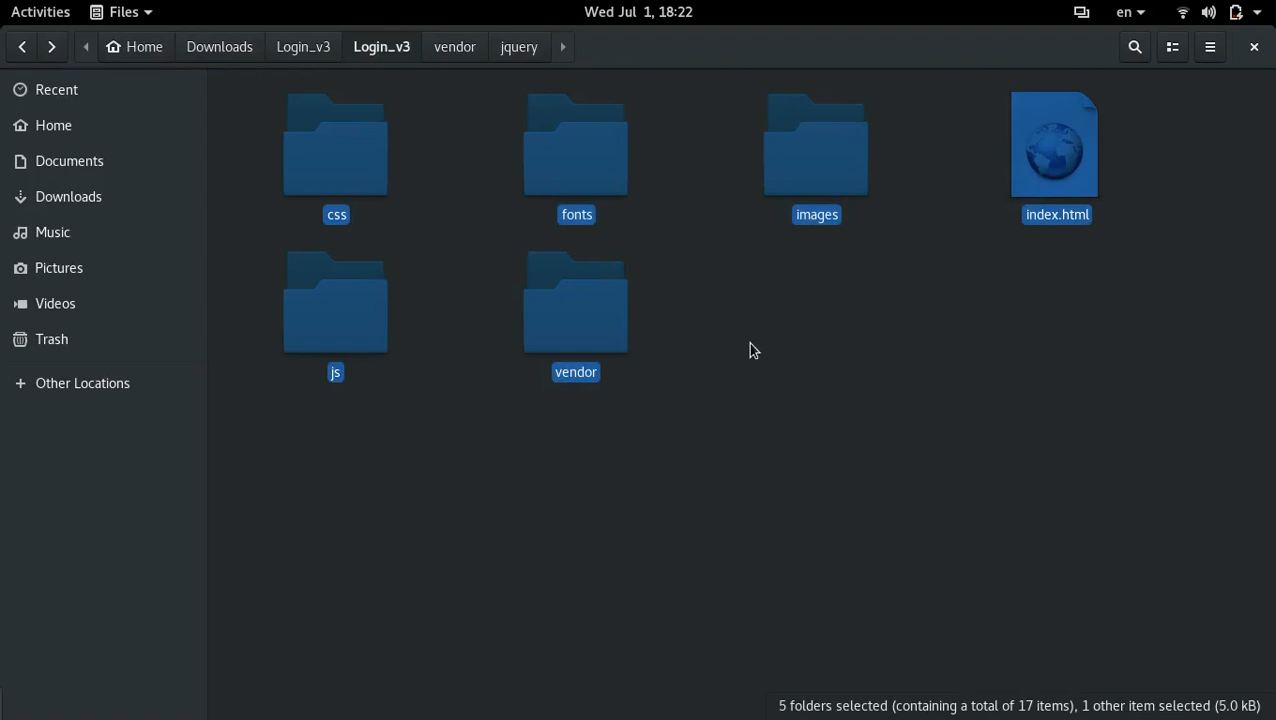 Activities Files Wed Jul 1, 18:22 en
Home Downloads Login_v3 Login_v3 vendor jquery
Recent
Home
Documents
Downloads
Music
Pictures
Videos
Trash
+ Other Locations
css fonts images index.html
js vendor
5 folders selected (containing a total of 17 items), 1 other item selected (5.0 kB)